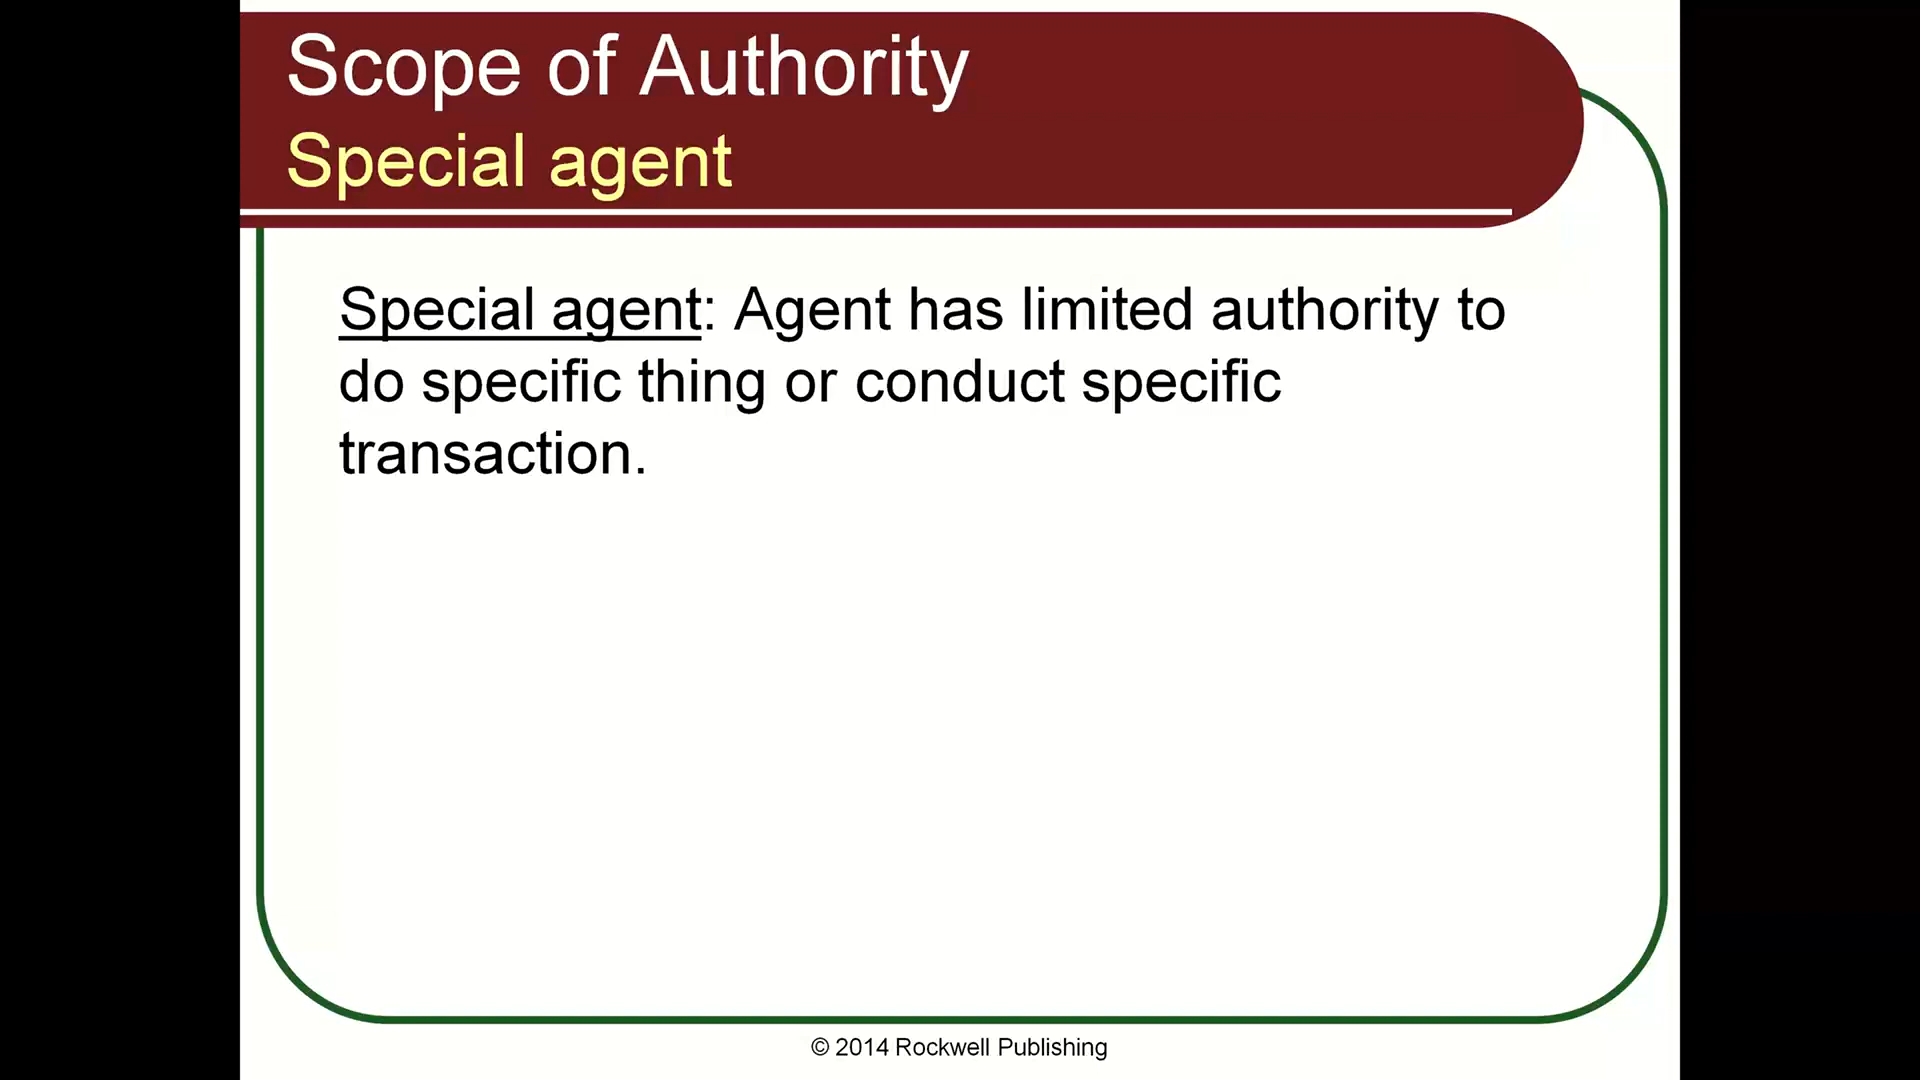 Scope of Authority
Special agent
Special agent: Agent has limited authority to
do specific thing or conduct specific
transaction.
© 2014 Rockwell Publishing